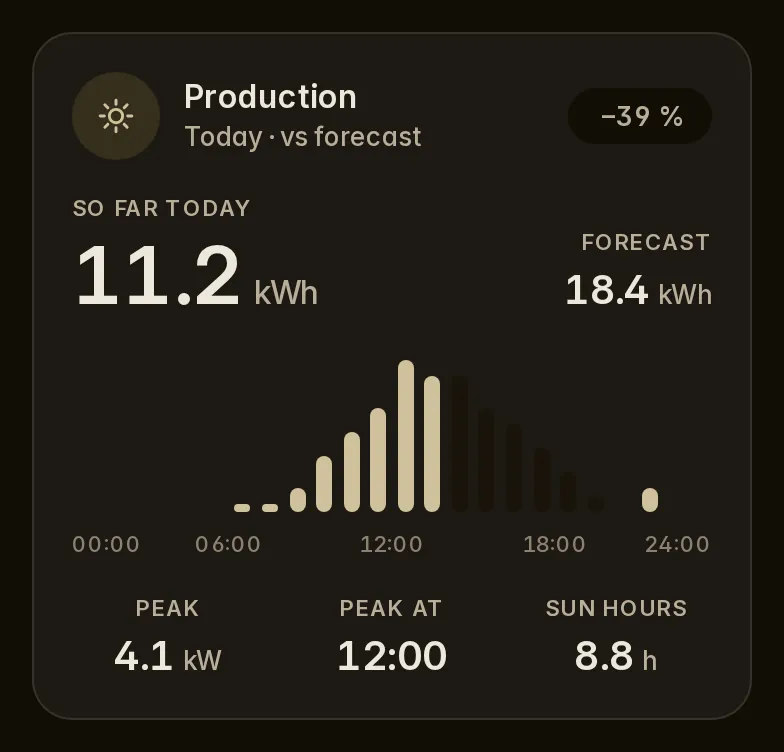 Production
Today · vs forecast
−39 %
SO FAR TODAY
11.2 kWh
FORECAST
18.4 kWh
00:00 06:00 12:00 18:00 24:00
PEAK
4.1 kW
PEAK AT
12:00
SUN HOURS
8.8 h